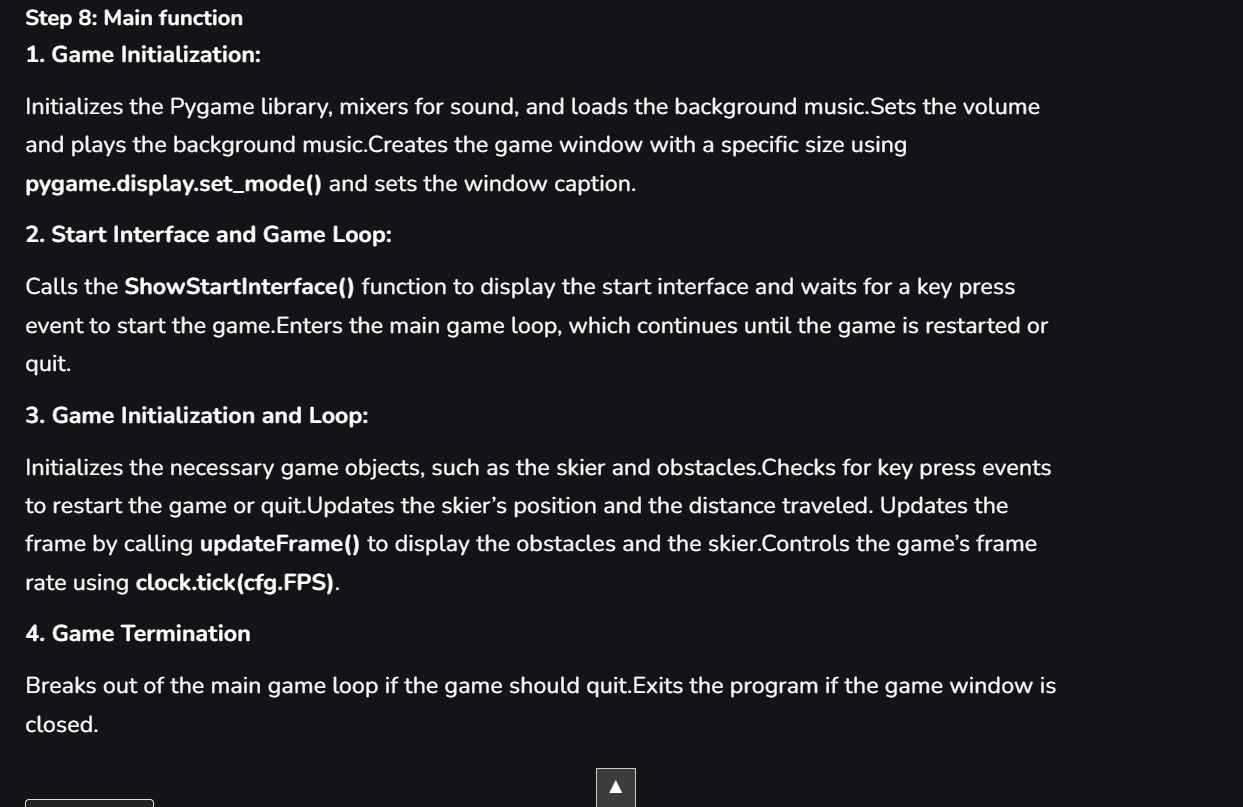 Step 8: Main function
1. Game Initialization:
Initializes the Pygame library, mixers for sound, and loads the background music.Sets the volume
and plays the background music.Creates the game window with a specific size using
pygame.display.set_mode() and sets the window caption.
2. Start Interface and Game Loop:
Calls the ShowStartInterface() function to display the start interface and waits for a key press
event to start the game.Enters the main game loop, which continues until the game is restarted or
quit.
3. Game Initialization and Loop:
Initializes the necessary game objects, such as the skier and obstacles.Checks for key press events
to restart the game or quit.Updates the skier’s position and the distance traveled. Updates the
frame by calling updateFrame() to display the obstacles and the skier.Controls the game’s frame
rate using clock.tick(cfg.FPS).
4. Game Termination
Breaks out of the main game loop if the game should quit.Exits the program if the game window is
closed.